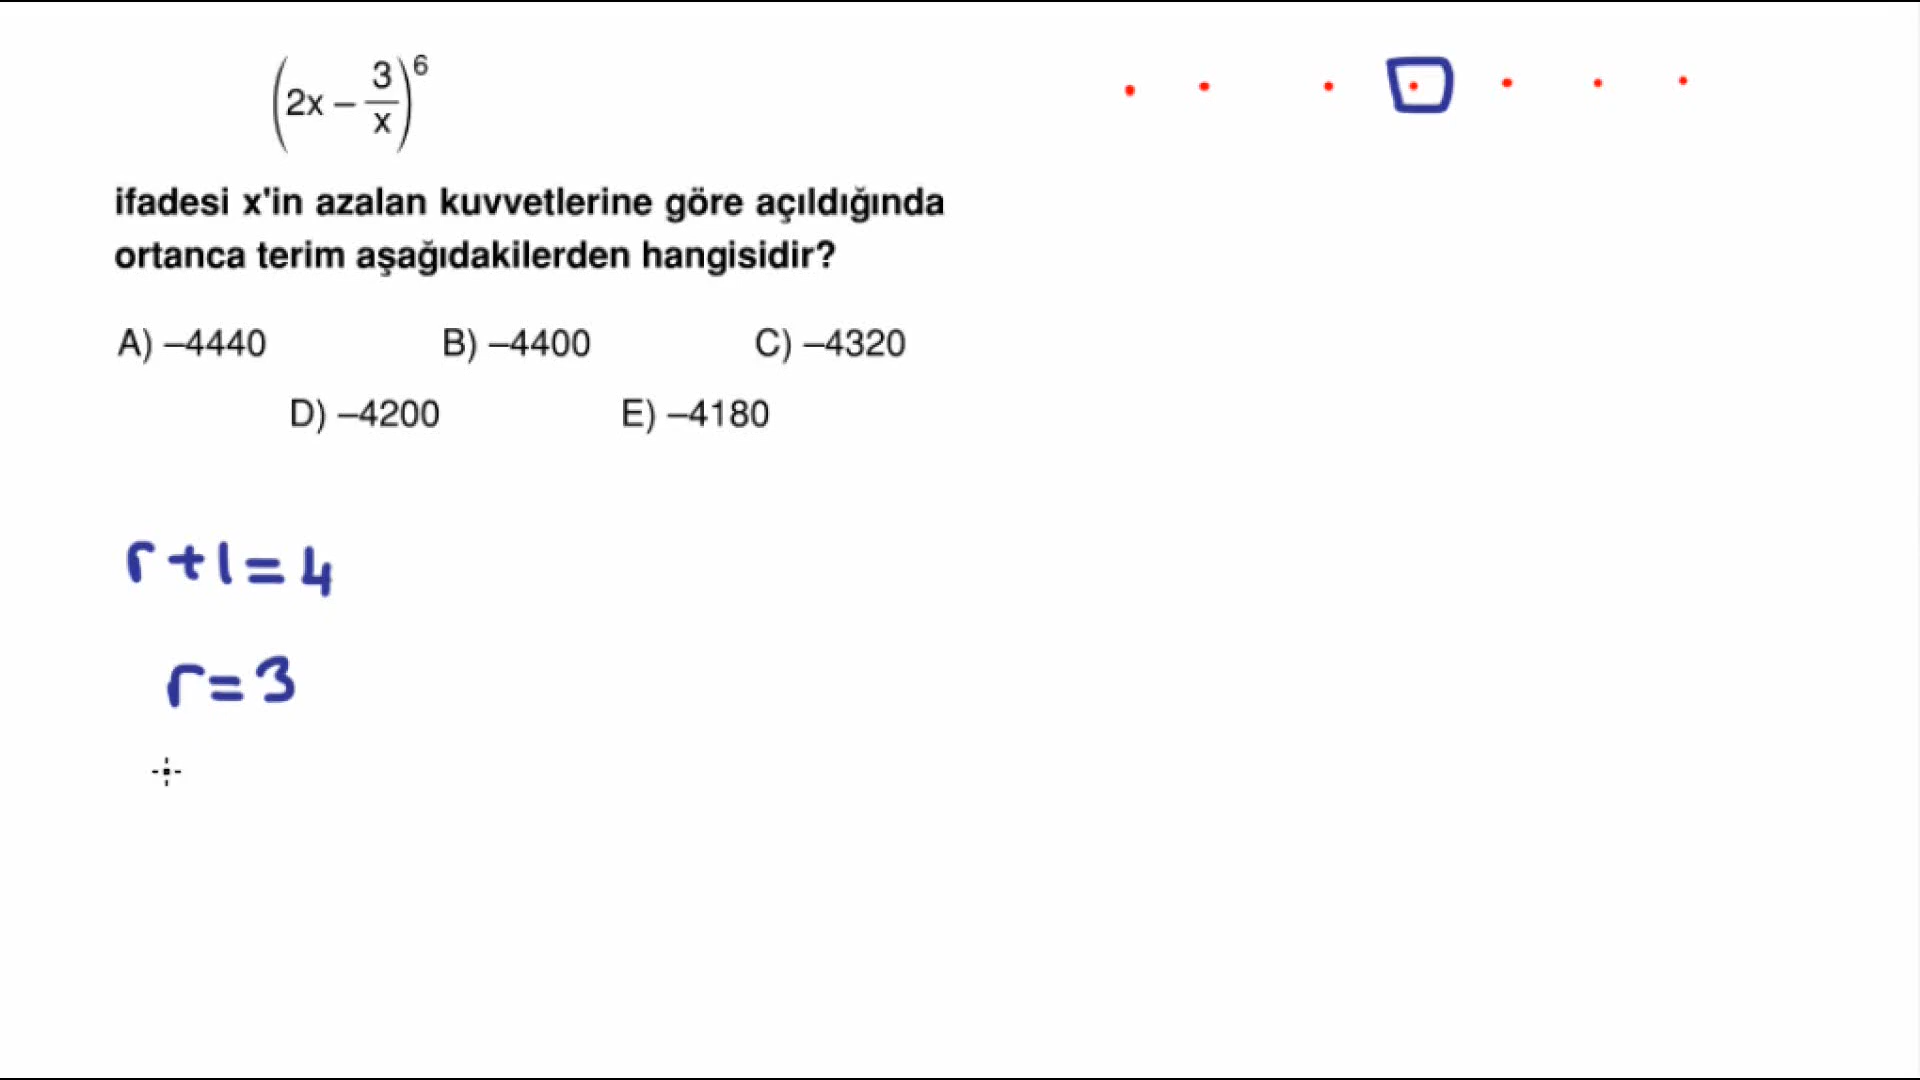 (2x – 3/x)⁶
ifadesi x'in azalan kuvvetlerine göre açıldığında
ortanca terim aşağıdakilerden hangisidir?
A) –4440 B) –4400 C) –4320
D) –4200 E) –4180
r+1=4
r=3